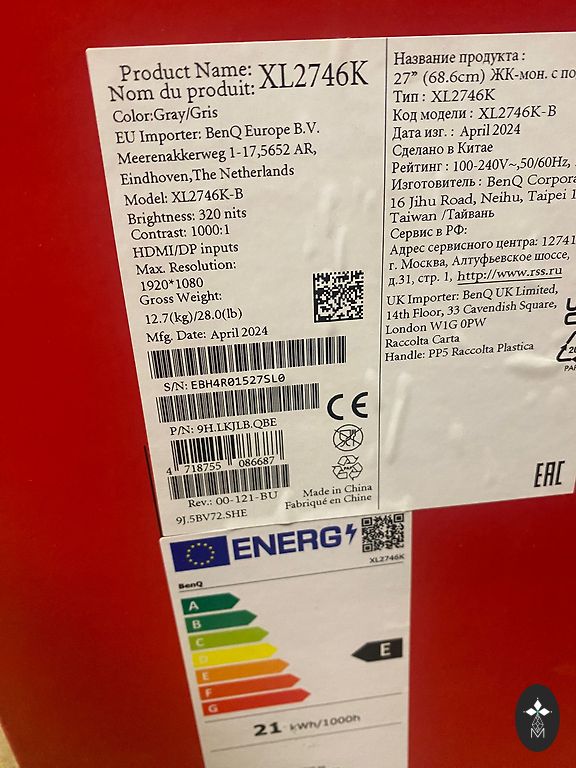 Product Name: XL2746K
Nom du produit:
Color:Gray/Gris
EU Importer: BenQ Europe B.V.
Meerenakkerweg 1-17,5652 AR,
Eindhoven,The Netherlands
Model: XL2746K-B
Brightness: 320 nits
Contrast: 1000:1
HDMI/DP inputs
Max. Resolution:
1920*1080
Gross Weight:
12.7(kg)/28.0(lb)
Mfg. Date: April 2024
S/N: EBH4R01527SL0
P/N: 9H.LKJLB.QBE
4 718755 086687
Rev.: 00-121-BU
9J.5BV72.SHE
Made in China
Fabriqué en Chine
CE
PAP
Название продукта :
27" (68.6cm) ЖК-мон. с по
Тип : XL2746K
Код модели : XL2746K-B
Дата изг. : April 2024
Сделано в Китае
Рейтинг : 100-240V~,50/60Hz,
Изготовитель : BenQ Corpora
16 Jihu Road, Neihu, Taipei 1
Taiwan /Тайвань
Сервис в РФ:
Адрес сервисного центра: 12741
г. Москва, Алтуфьевское шоссе,
д.31, стр. 1, http://www.rss.ru
UK Importer: BenQ UK Limited,
14th Floor, 33 Cavendish Square,
London W1G 0PW
Raccolta Carta
Handle: PP5 Raccolta Plastica
20
PAP
EAC
ENERG
XL2746K
BenQ
A
B
C
D
E
F
G
E
21 kWh/1000h
M